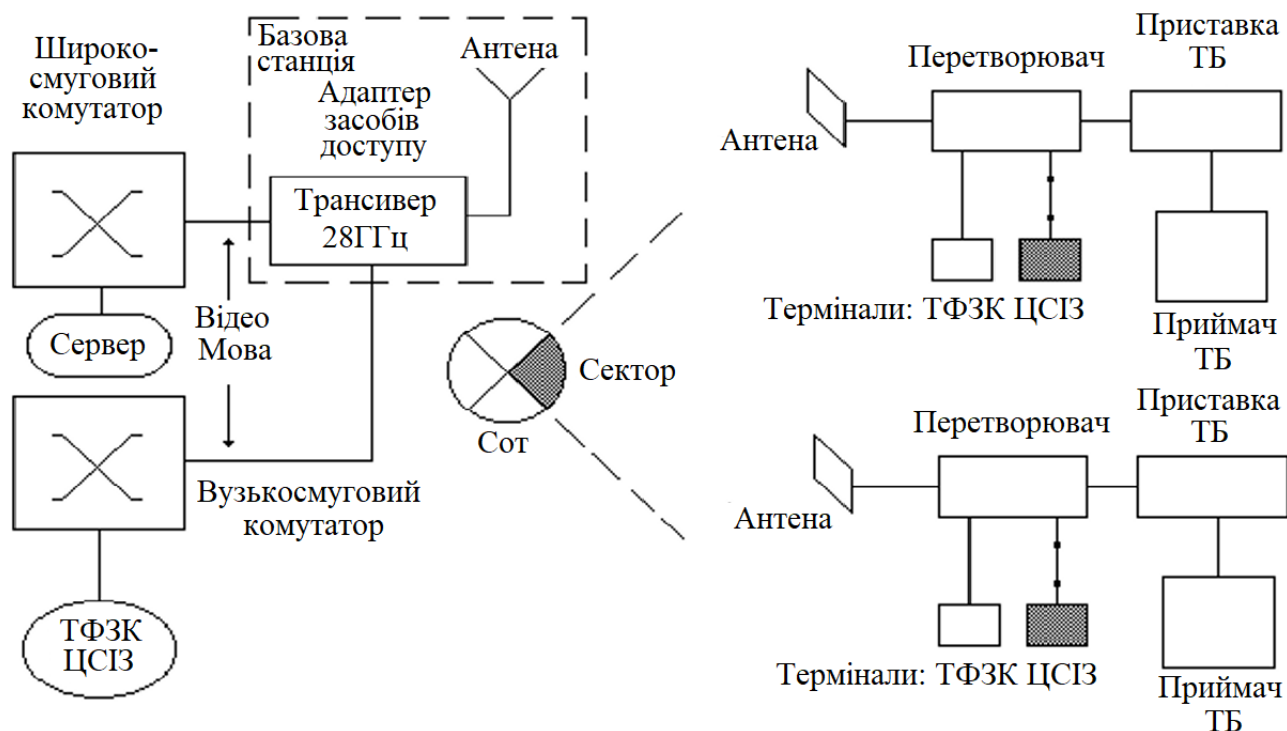 Широко-
смуговий
комутатор
Базова
станція
Антена
Адаптер
засобів
доступу
Трансивер
28ГГц
Сервер
Відео
Мова
Вузькосмуговий
комутатор
ТФЗК
ЦСІЗ
Сектор
Сот
Приставка
ТБ
Перетворювач
Антена
Термінали: ТФЗК ЦСІЗ
Приймач
ТБ
Приставка
ТБ
Перетворювач
Антена
Термінали: ТФЗК ЦСІЗ
Приймач
ТБ